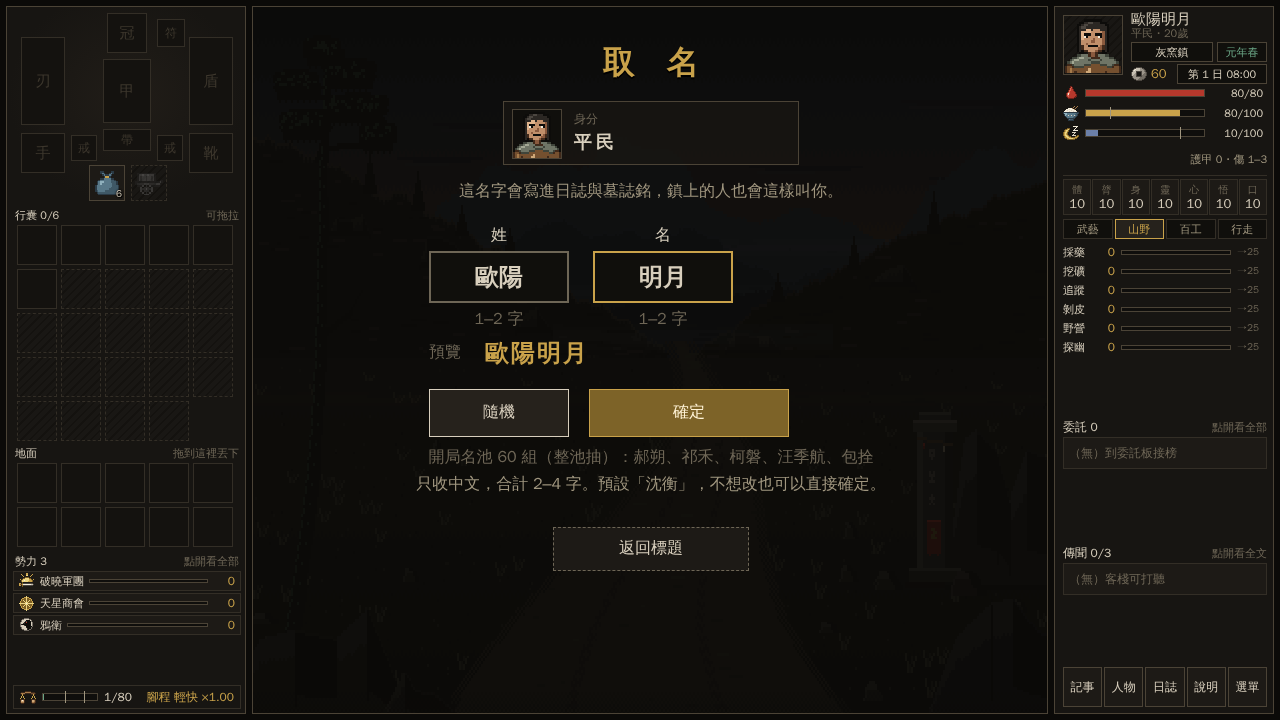 冠
符
刃
甲
盾
手
戒
帶
戒
靴
6
行囊 0/6
可拖拉
地面
拖到這裡丟下
勢力 3
點開看全部
破曉軍團
0
天星商會
0
鴉衛
0
1/80
腳程 輕快 ×1.00
取 名
身分
平民
這名字會寫進日誌與墓誌銘，鎮上的人也會這樣叫你。
姓
名
歐陽
明月
1–2 字
1–2 字
預覽
歐陽明月
隨機
確定
開局名池 60 組（整池抽）：郝朔、祁禾、柯磐、汪季航、包拴
只收中文，合計 2–4 字。預設「沈衡」，不想改也可以直接確定。
返回標題
歐陽明月
平民・20歲
灰窯鎮
元年春
60
第 1 日 08:00
80/80
80/100
10/100
護甲 0・傷 1–3
體
臂
身
靈
心
悟
口
10
10
10
10
10
10
10
武藝
山野
百工
行走
採藥
0
→25
挖礦
0
→25
追蹤
0
→25
剝皮
0
→25
野營
0
→25
探幽
0
→25
委託 0
點開看全部
（無）到委託板接榜
傳聞 0/3
點開看全文
（無）客棧可打聽
記事
人物
日誌
說明
選單